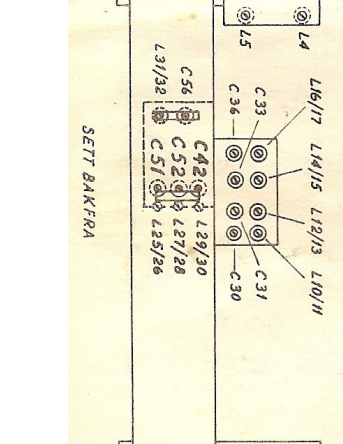 L5
L4
L31/32
C56
C36
C33
L16/17
L14/15
L12/13
L10/11
C31
C30
C51
C52
C42
L25/26
L27/28
L29/30
SETT BAKFRA